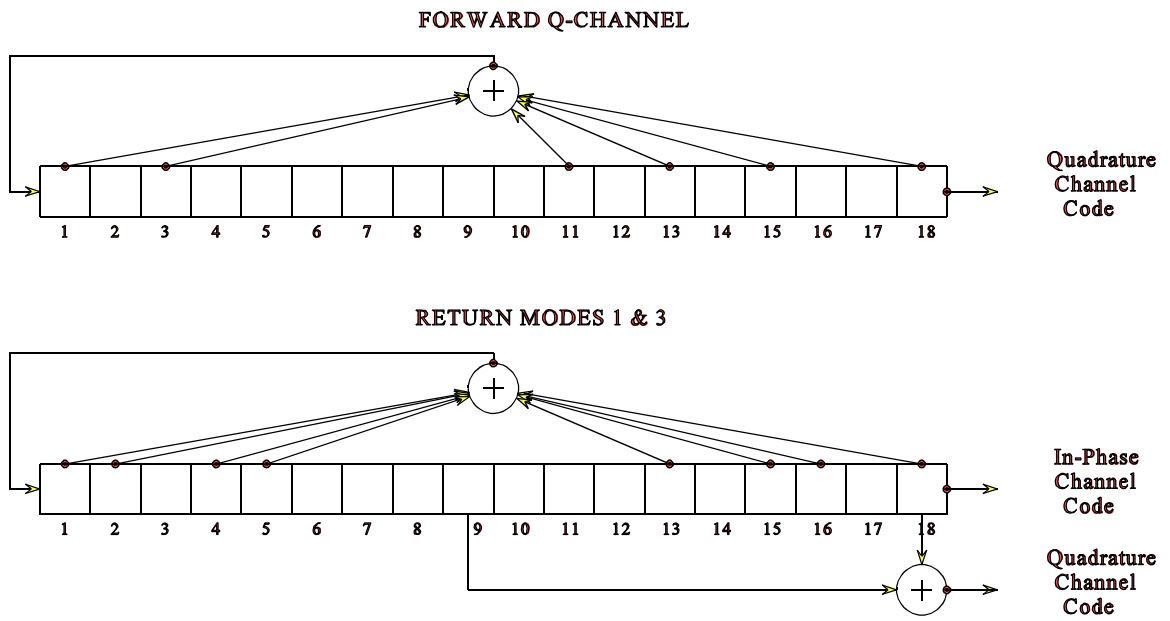 FORWARD Q-CHANNEL
+
Quadrature
Channel
Code
1 2 3 4 5 6 7 8 9 10 11 12 13 14 15 16 17 18
RETURN MODES 1 & 3
+
In-Phase
Channel
Code
1 2 3 4 5 6 7 8 9 10 11 12 13 14 15 16 17 18
+
Quadrature
Channel
Code